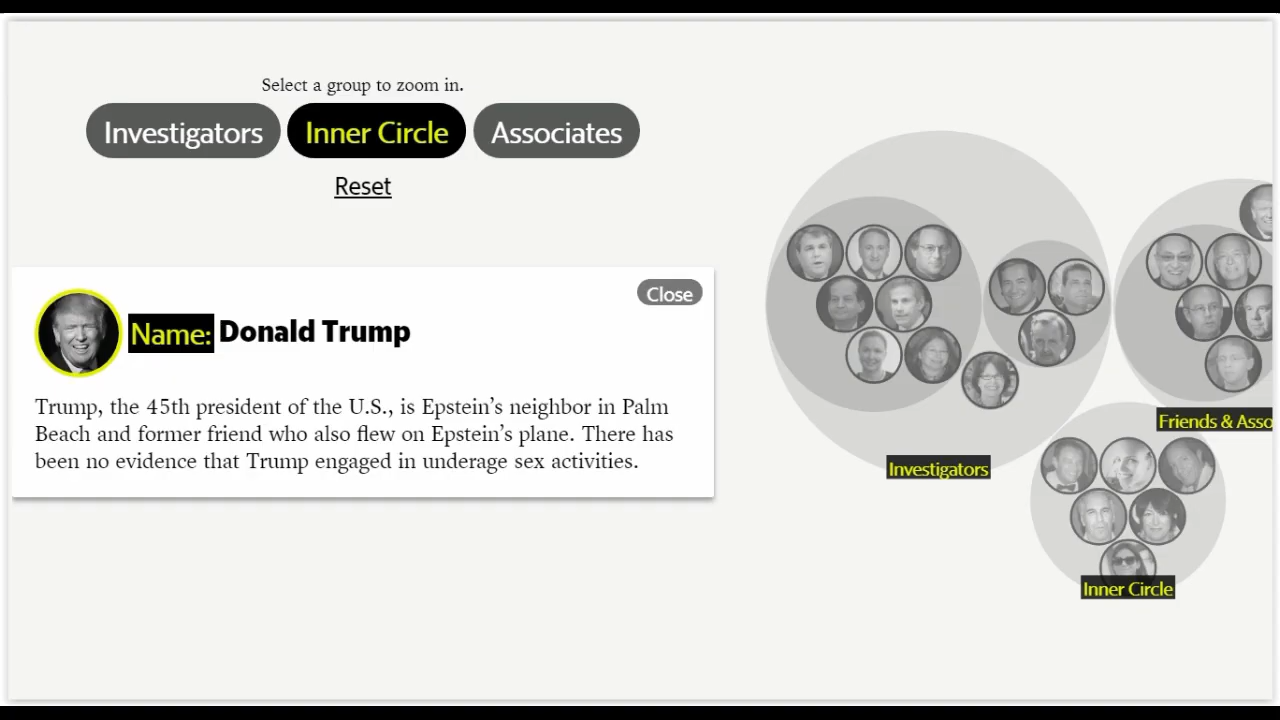 Select a group to zoom in.
Investigators Inner Circle Associates
Reset
Close
Name: Donald Trump
Trump, the 45th president of the U.S., is Epstein’s neighbor in Palm
Beach and former friend who also flew on Epstein’s plane. There has
been no evidence that Trump engaged in underage sex activities.
Friends & Asso
Investigators
Inner Circle